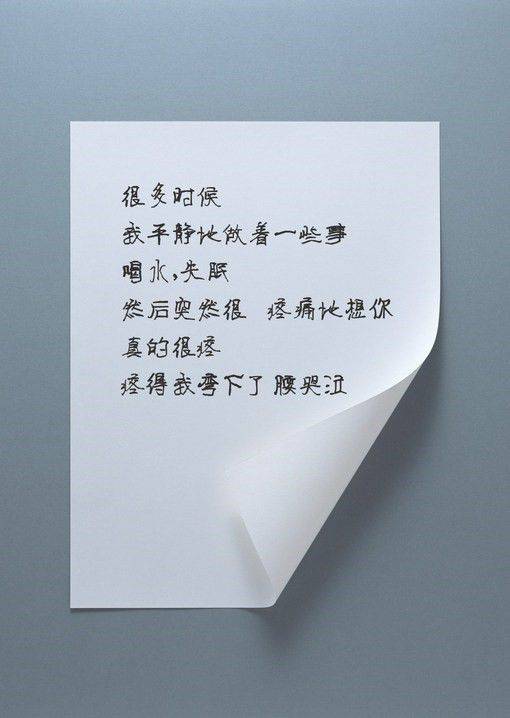 很多时候
我平静地做着一些事
喝水,失眠
然后突然很 疼痛地想你
真的很疼
疼得我弯下了腰哭泣